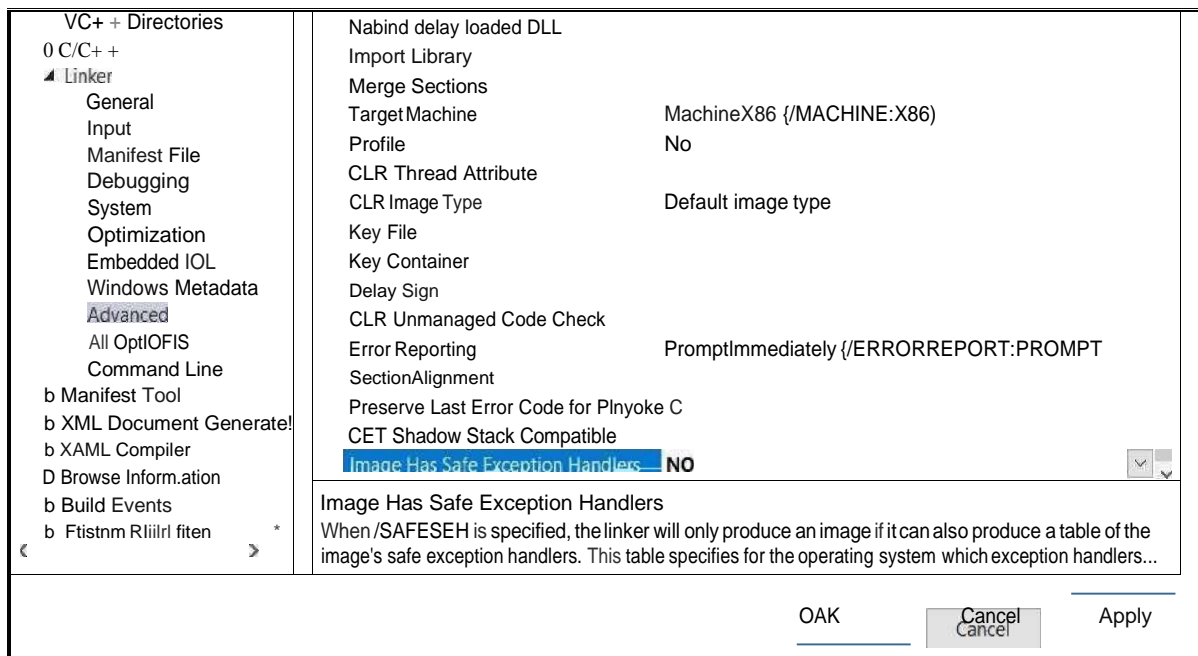 VC+ + Directories
0 C/C+ +
Linker
General
Input
Manifest File
Debugging
System
Optimization
Embedded IOL
Windows Metadata
Advanced
All OptIOFIS
Command Line
b Manifest Tool
b XML Document Generate!
b XAML Compiler
D Browse Inform.ation
b Build Events
b Ftistnm RIiilrl fiten *
Nabind delay loaded DLL
Import Library
Merge Sections
TargetMachine MachineX86 {/MACHINE:X86)
Profile No
CLR Thread Attribute
CLR Image Type Default image type
Key File
Key Container
Delay Sign
CLR Unmanaged Code Check
Error Reporting PromptImmediately {/ERRORREPORT:PROMPT
SectionAlignment
Preserve Last Error Code for PInyoke C
CET Shadow Stack Compatible
Image Has Safe Exception Handlers NO
Image Has Safe Exception Handlers
When /SAFESEH is specified, the linker will only produce an image if it can also produce a table of the
image's safe exception handlers. This table specifies for the operating system which exception handlers...
OAK Cancel Apply
Cancel